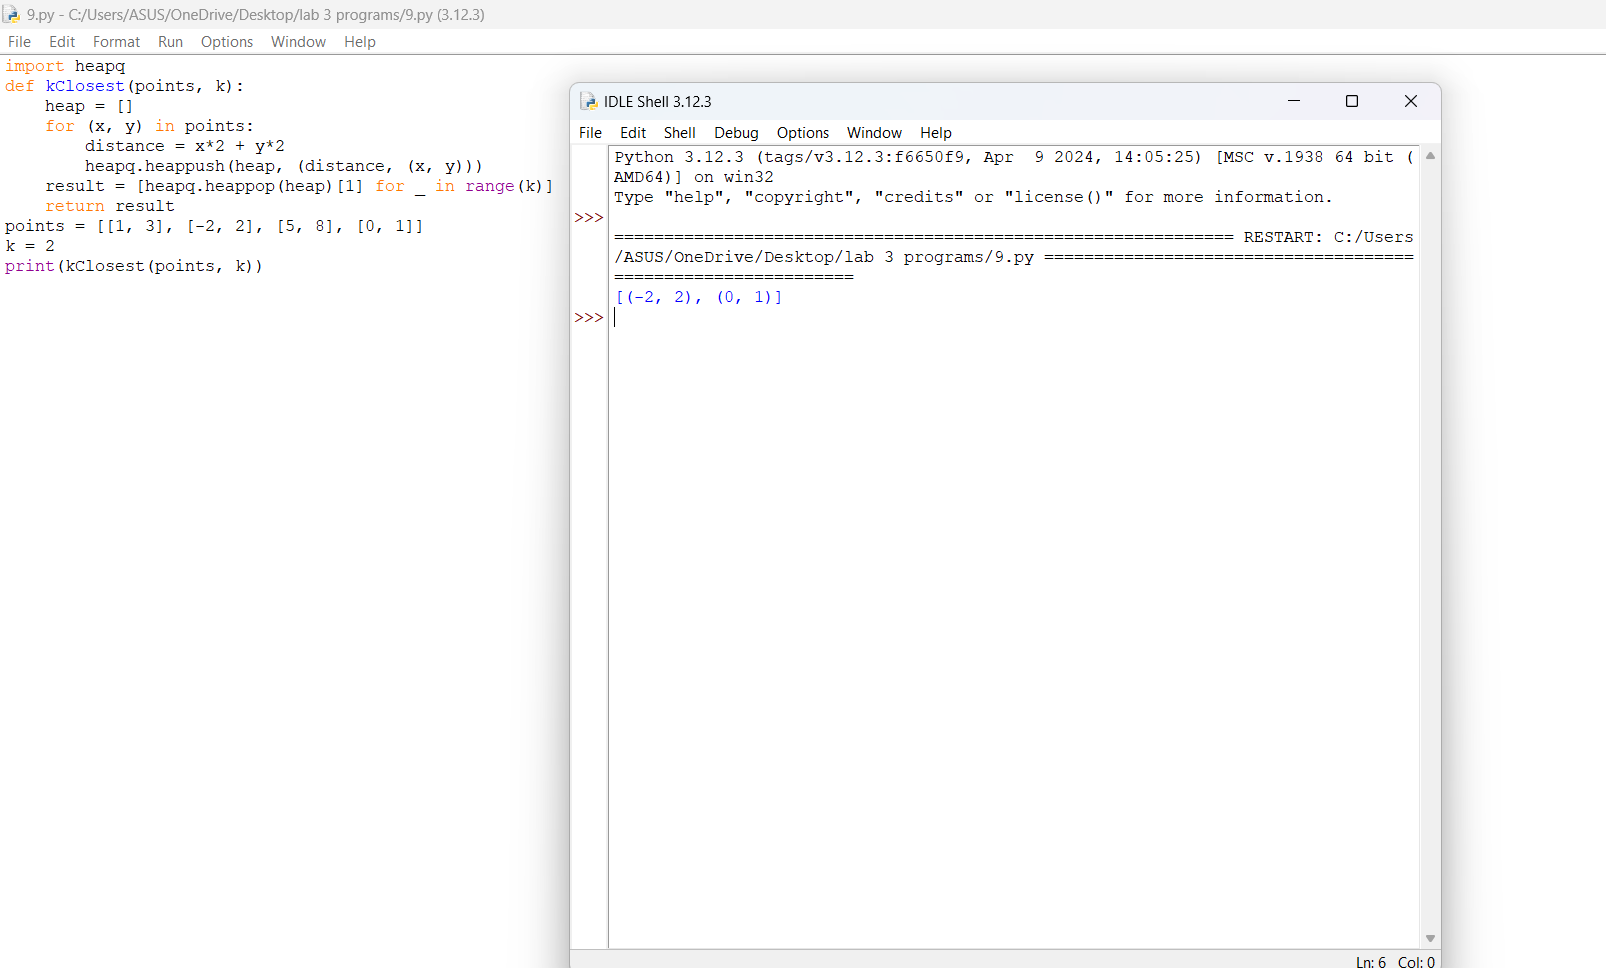 9.py - C:/Users/ASUS/OneDrive/Desktop/lab 3 programs/9.py (3.12.3)
File Edit Format Run Options Window Help
import heapq
def kClosest(points, k):
    heap = []
    for (x, y) in points:
        distance = x*2 + y*2
        heapq.heappush(heap, (distance, (x, y)))
    result = [heapq.heappop(heap)[1] for _ in range(k)]
    return result
points = [[1, 3], [-2, 2], [5, 8], [0, 1]]
k = 2
print(kClosest(points, k))
IDLE Shell 3.12.3
File Edit Shell Debug Options Window Help
Python 3.12.3 (tags/v3.12.3:f6650f9, Apr  9 2024, 14:05:25) [MSC v.1938 64 bit (
AMD64)] on win32
Type "help", "copyright", "credits" or "license()" for more information.
>>>
============================================================== RESTART: C:/Users
/ASUS/OneDrive/Desktop/lab 3 programs/9.py =====================================
========================
[(-2, 2), (0, 1)]
>>>
Ln: 6 Col: 0